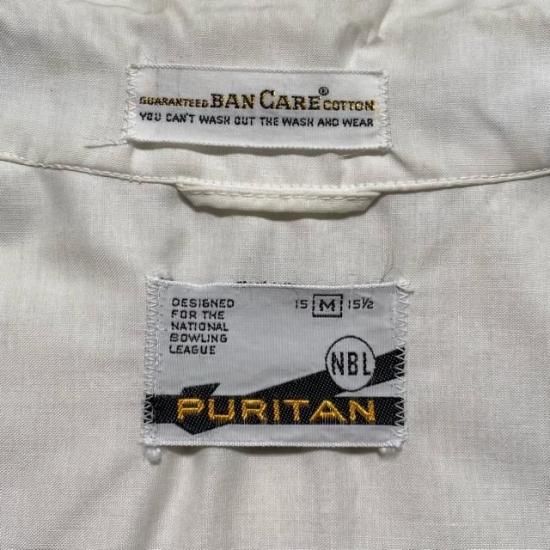 GUARANTEED BAN CARE® COTTON
YOU CAN'T WASH OUT THE WASH AND WEAR
DESIGNED
FOR THE
NATIONAL
BOWLING
LEAGUE
15 M 15½
NBL
PURITAN